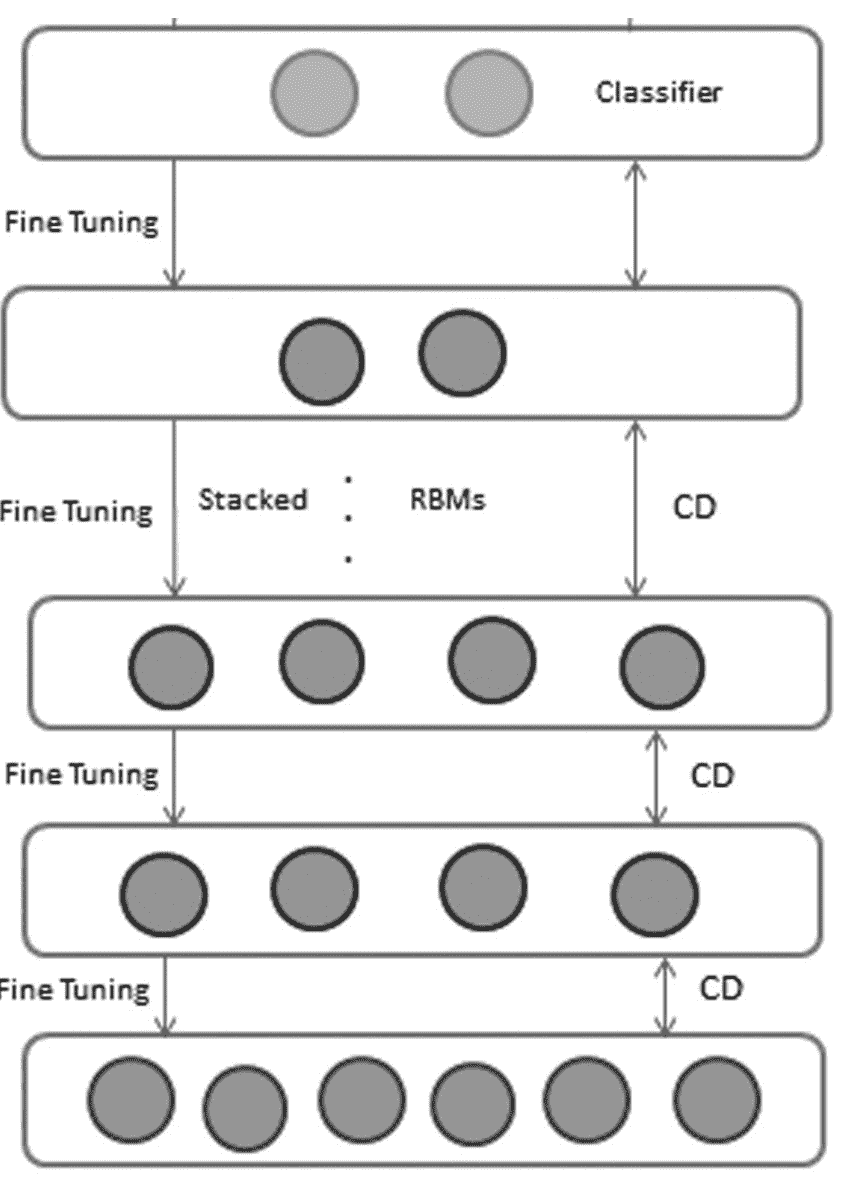 Classifier
Fine Tuning
Fine Tuning
Stacked
RBMs
CD
Fine Tuning
CD
Fine Tuning
CD